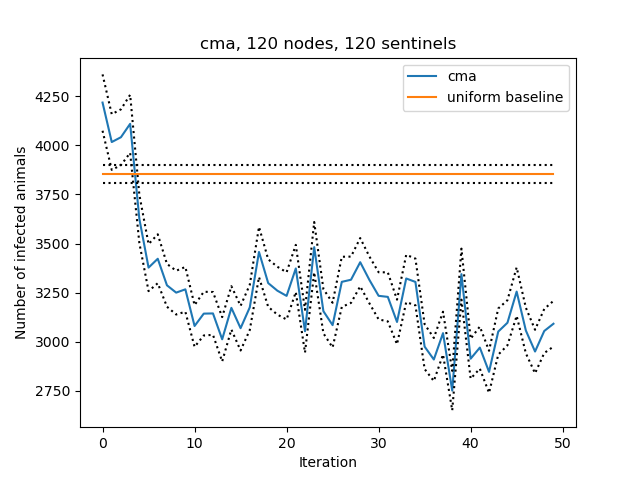 cma, 120 nodes, 120 sentinels
cma
uniform baseline
Number of infected animals
4250
4000
3750
3500
3250
3000
2750
0 10 20 30 40 50
Iteration